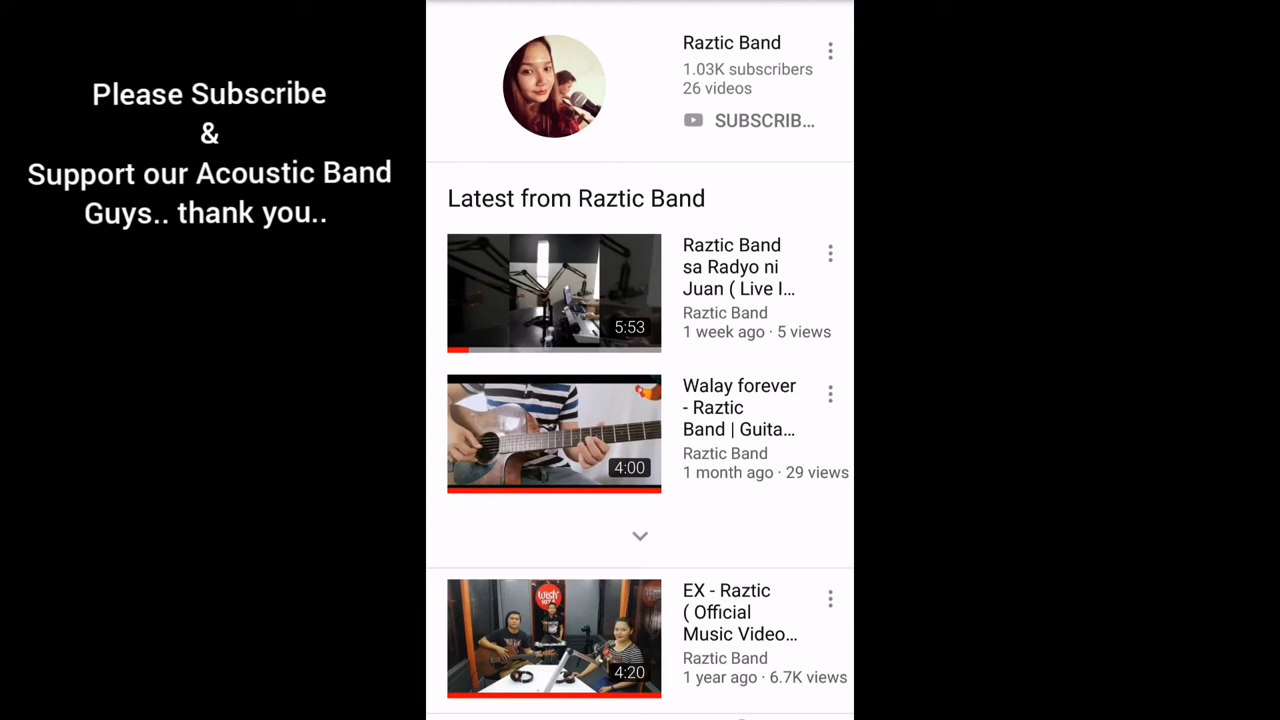 Please Subscribe
&
Support our Acoustic Band
Guys.. thank you..
Raztic Band
1.03K subscribers
26 videos
SUBSCRIB...
Latest from Raztic Band
5:53
Raztic Band
sa Radyo ni
Juan ( Live I...
Raztic Band
1 week ago · 5 views
4:00
Walay forever
- Raztic
Band | Guita...
Raztic Band
1 month ago · 29 views
wish
107.5
4:20
EX - Raztic
( Official
Music Video...
Raztic Band
1 year ago · 6.7K views